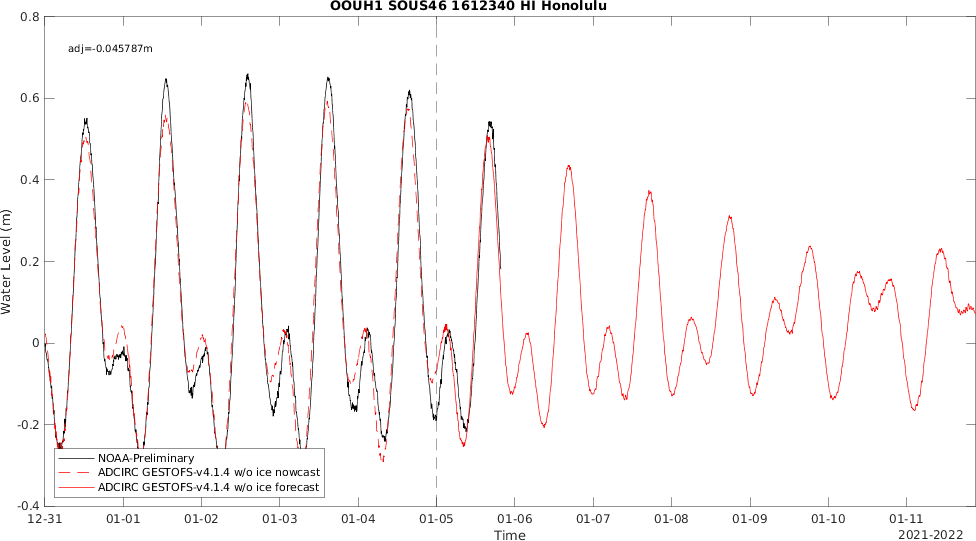 OOUH1 SOUS46 1612340 HI Honolulu
adj=-0.045787m
0.8
0.6
0.4
0.2
0
-0.2
-0.4
Water Level (m)
NOAA-Preliminary
ADCIRC GESTOFS-v4.1.4 w/o ice nowcast
ADCIRC GESTOFS-v4.1.4 w/o ice forecast
12-31 01-01 01-02 01-03 01-04 01-05 01-06 01-07 01-08 01-09 01-10 01-11
Time
2021-2022